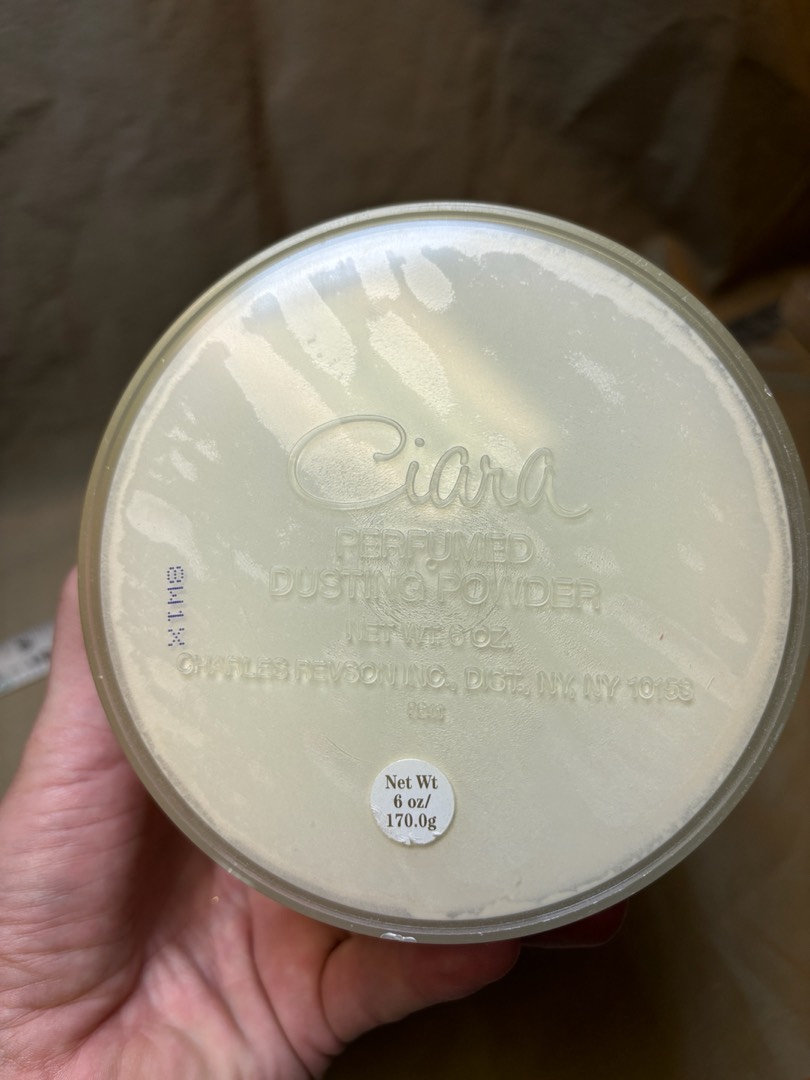 Ciara
PERFUMED
DUSTING POWDER
NET WT. 6 OZ.
CHARLES REVSON INC., DIST., NY, NY 10153
8W1X
Net Wt
6 oz/
170.0g